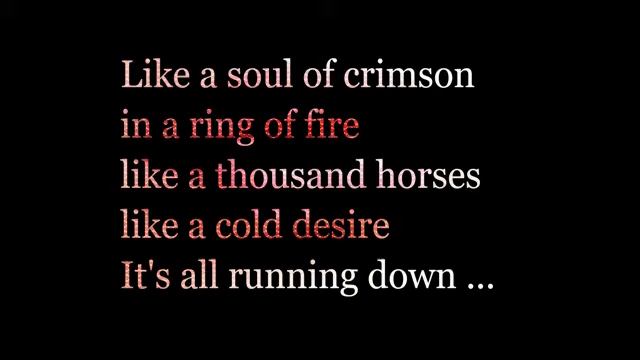 Like a soul of crimson
in a ring of fire
like a thousand horses
like a cold desire
It's all running down ...